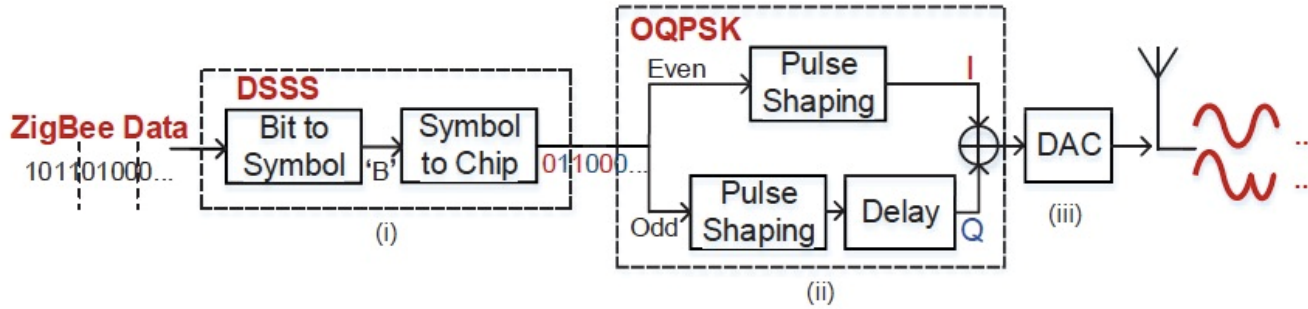 OQPSK
DSSS
ZigBee Data
101101000...
Bit to
Symbol
'B'
Symbol
to Chip
011000...
(i)
Even
Pulse
Shaping
I
Odd
Pulse
Shaping
Delay
Q
(ii)
DAC
(iii)
..
..